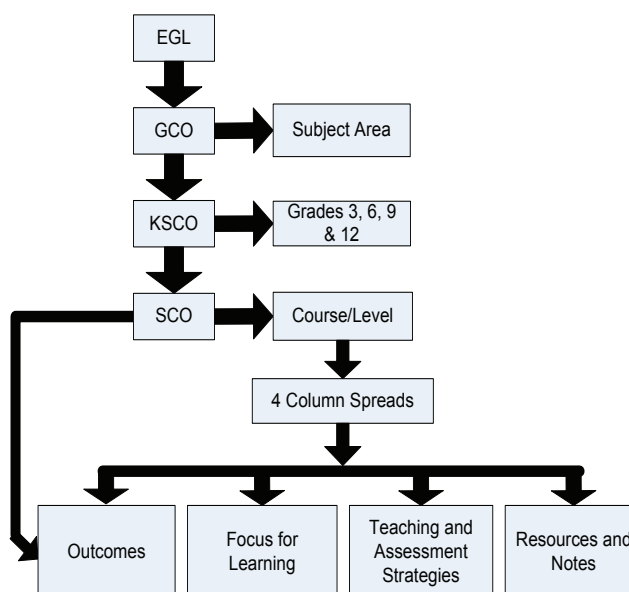 EGL
GCO
Subject Area
KSCO
Grades 3, 6, 9
& 12
SCO
Course/Level
4 Column Spreads
Outcomes
Focus for
Learning
Teaching and
Assessment
Strategies
Resources and
Notes